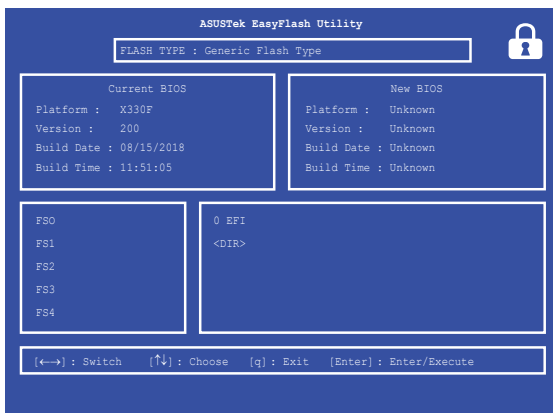 ASUSTek EasyFlash Utility
FLASH TYPE : Generic Flash Type
Current BIOS
Platform : X330F
Version : 200
Build Date : 08/15/2018
Build Time : 11:51:05
New BIOS
Platform : Unknown
Version : Unknown
Build Date : Unknown
Build Time : Unknown
FSO
FS1
FS2
FS3
FS4
0 EFI
<DIR>
[←→] : Switch [↑↓] : Choose [q] : Exit [Enter] : Enter/Execute